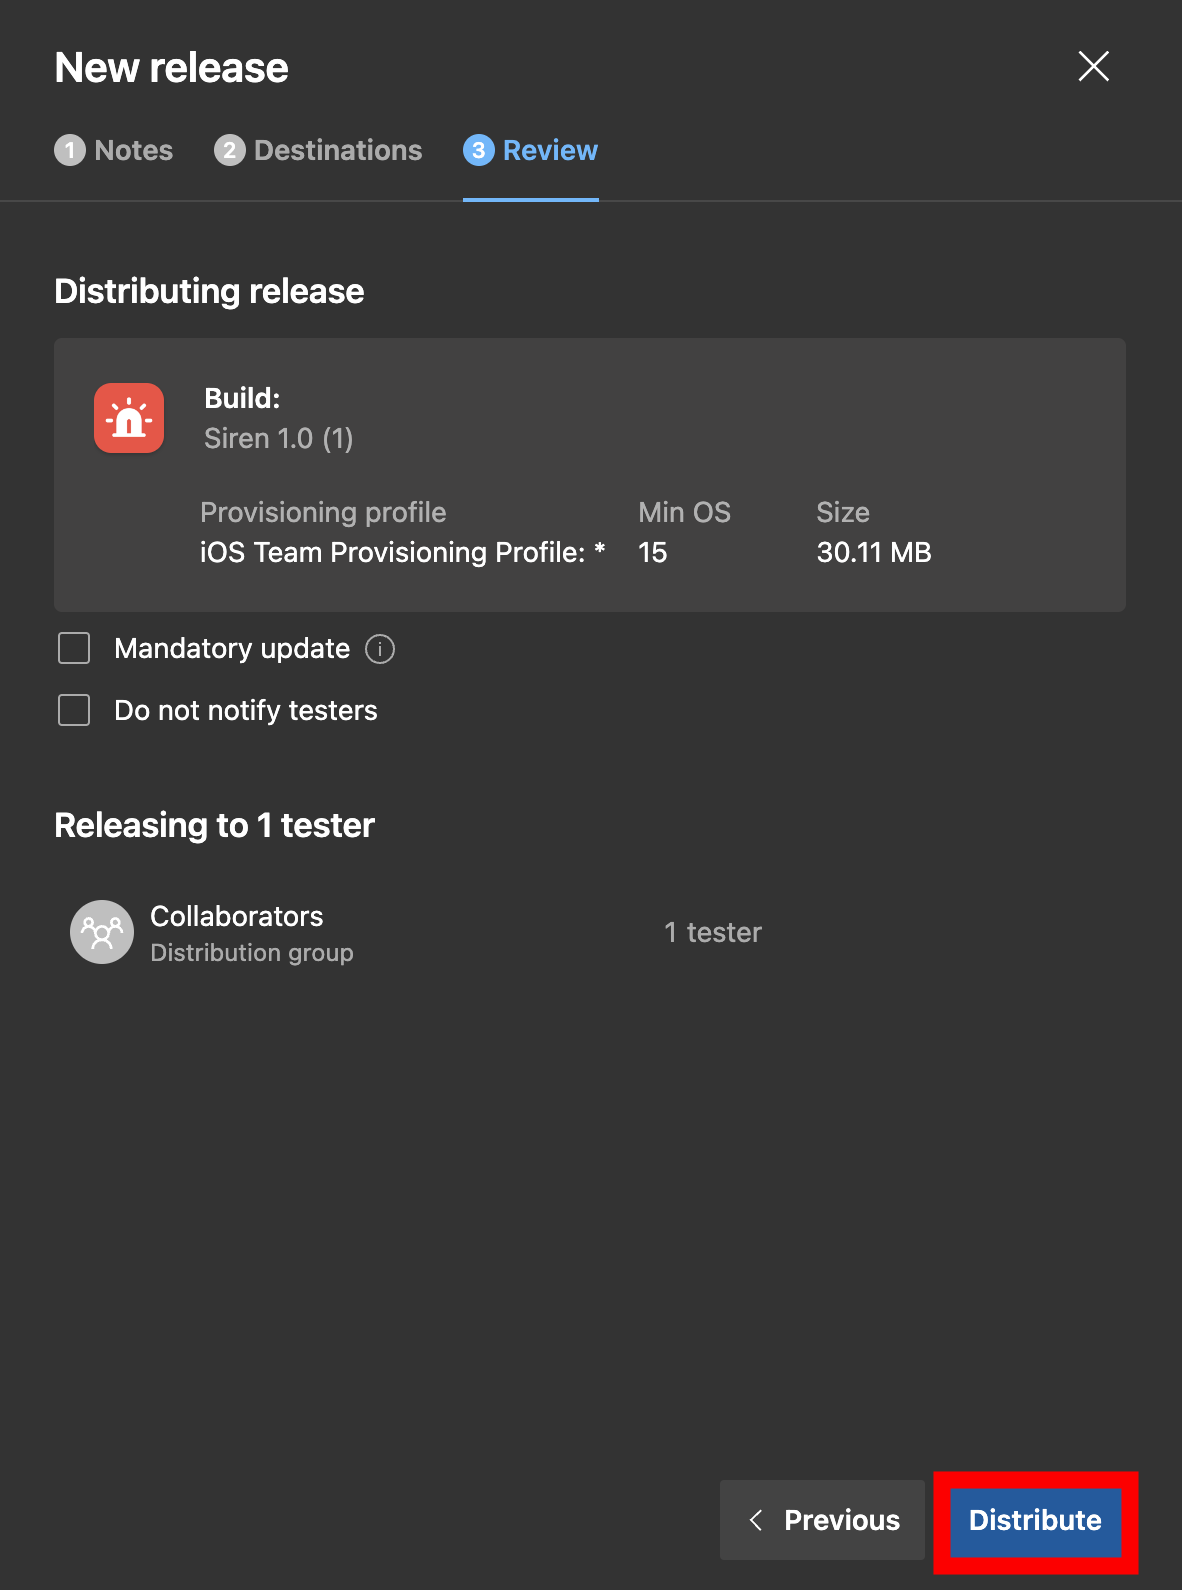 New release
1 Notes 2 Destinations 3 Review
Distributing release
Build:
Siren 1.0 (1)
Provisioning profile Min OS Size
iOS Team Provisioning Profile: * 15 30.11 MB
Mandatory update i
Do not notify testers
Releasing to 1 tester
Collaborators
Distribution group
1 tester
Previous Distribute